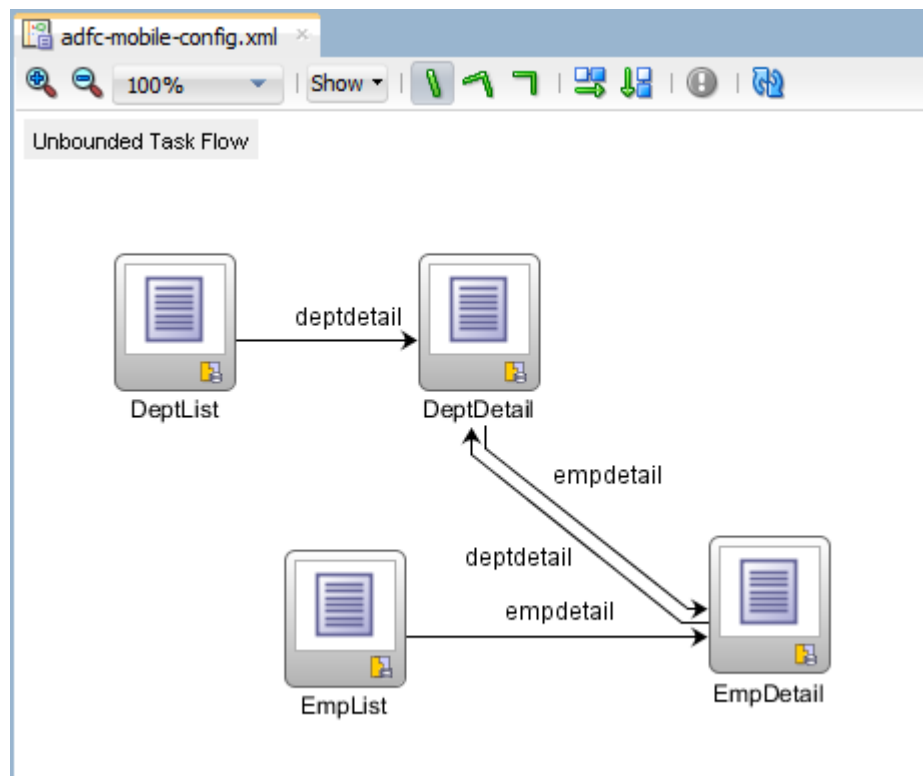 adfc-mobile-config.xml
100%
Show
Unbounded Task Flow
deptdetail
DeptList
DeptDetail
empdetail
deptdetail
empdetail
EmpList
EmpDetail